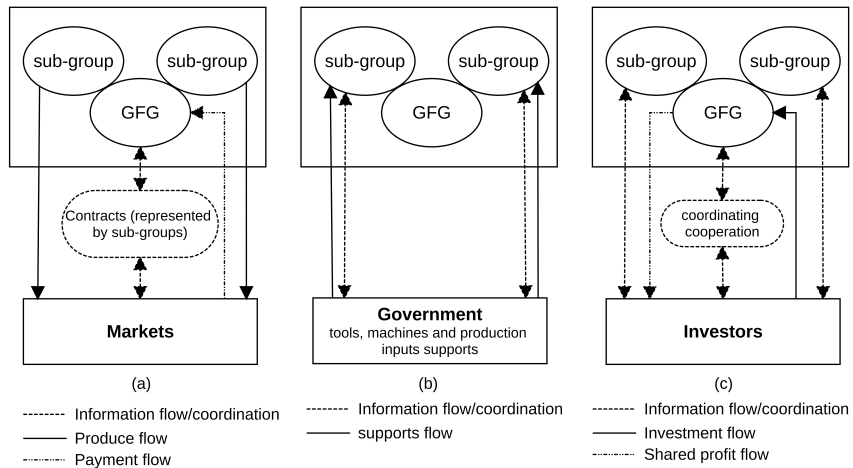 sub-group
sub-group
GFG
Contracts (represented
by sub-groups)
Markets
(a)
Information flow/coordination
Produce flow
Payment flow
sub-group
sub-group
GFG
Government
tools, machines and production
inputs supports
(b)
Information flow/coordination
supports flow
sub-group
sub-group
GFG
coordinating
cooperation
Investors
(c)
Information flow/coordination
Investment flow
Shared profit flow